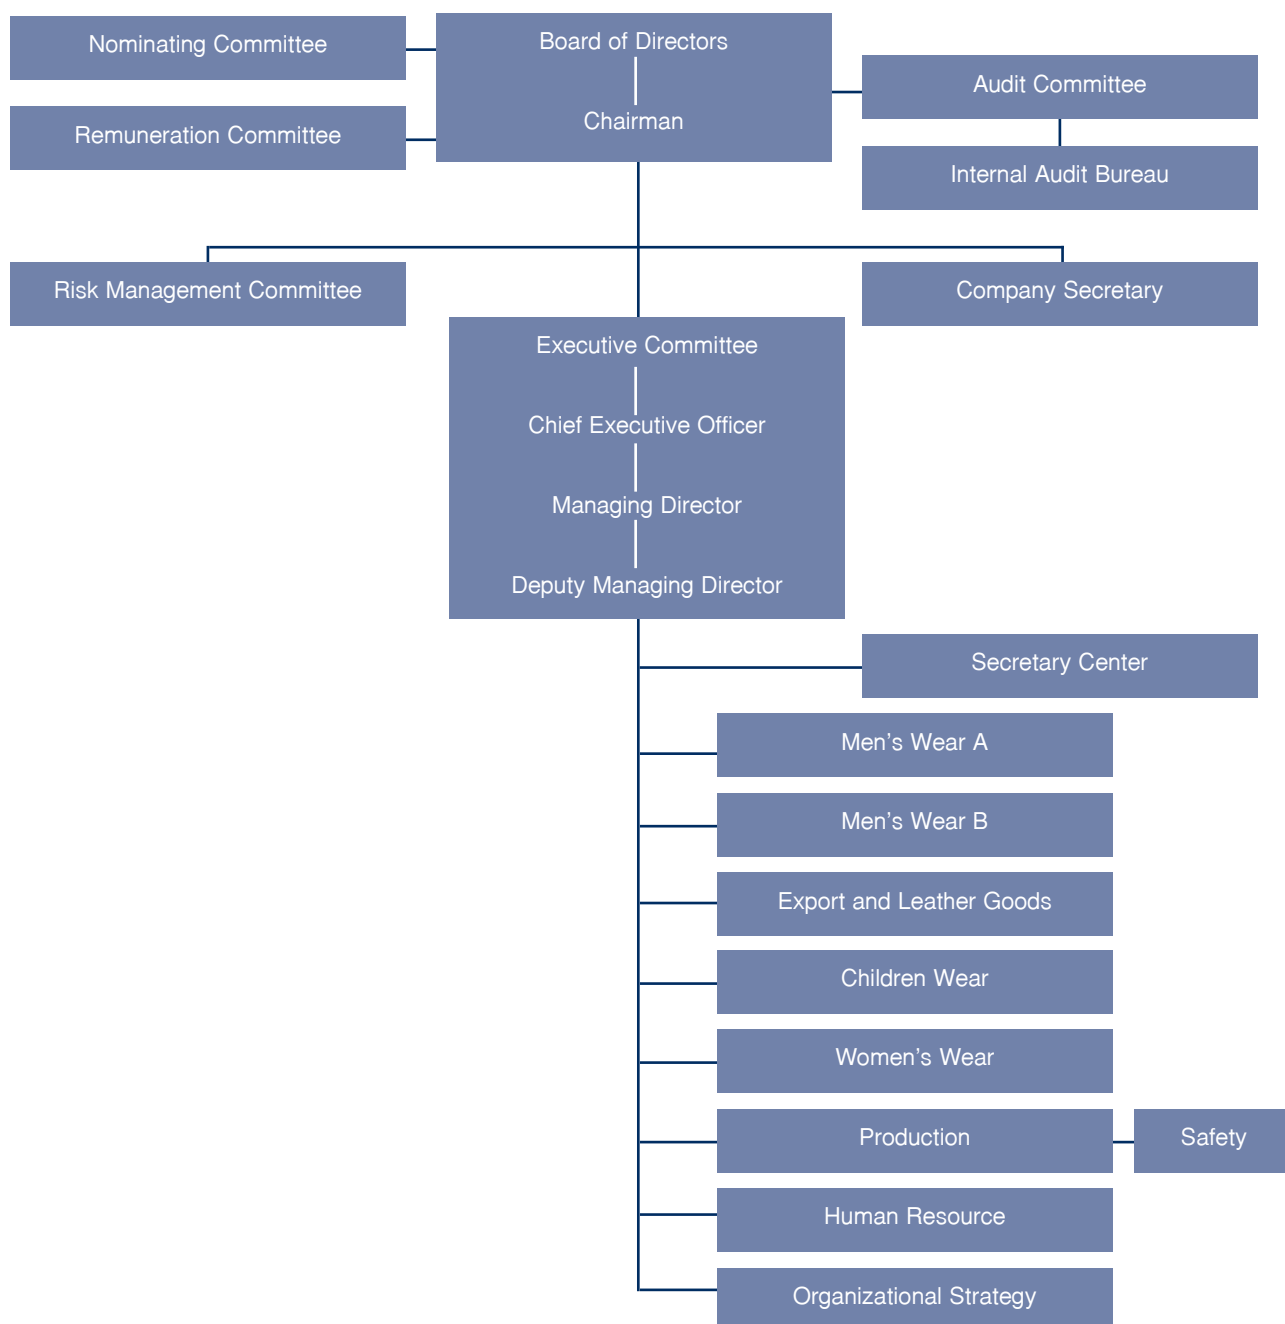 Nominating Committee
Board of Directors
Chairman
Remuneration Committee
Audit Committee
Internal Audit Bureau
Risk Management Committee
Company Secretary
Executive Committee
Chief Executive Officer
Managing Director
Deputy Managing Director
Secretary Center
Men’s Wear A
Men’s Wear B
Export and Leather Goods
Children Wear
Women’s Wear
Production
Safety
Human Resource
Organizational Strategy